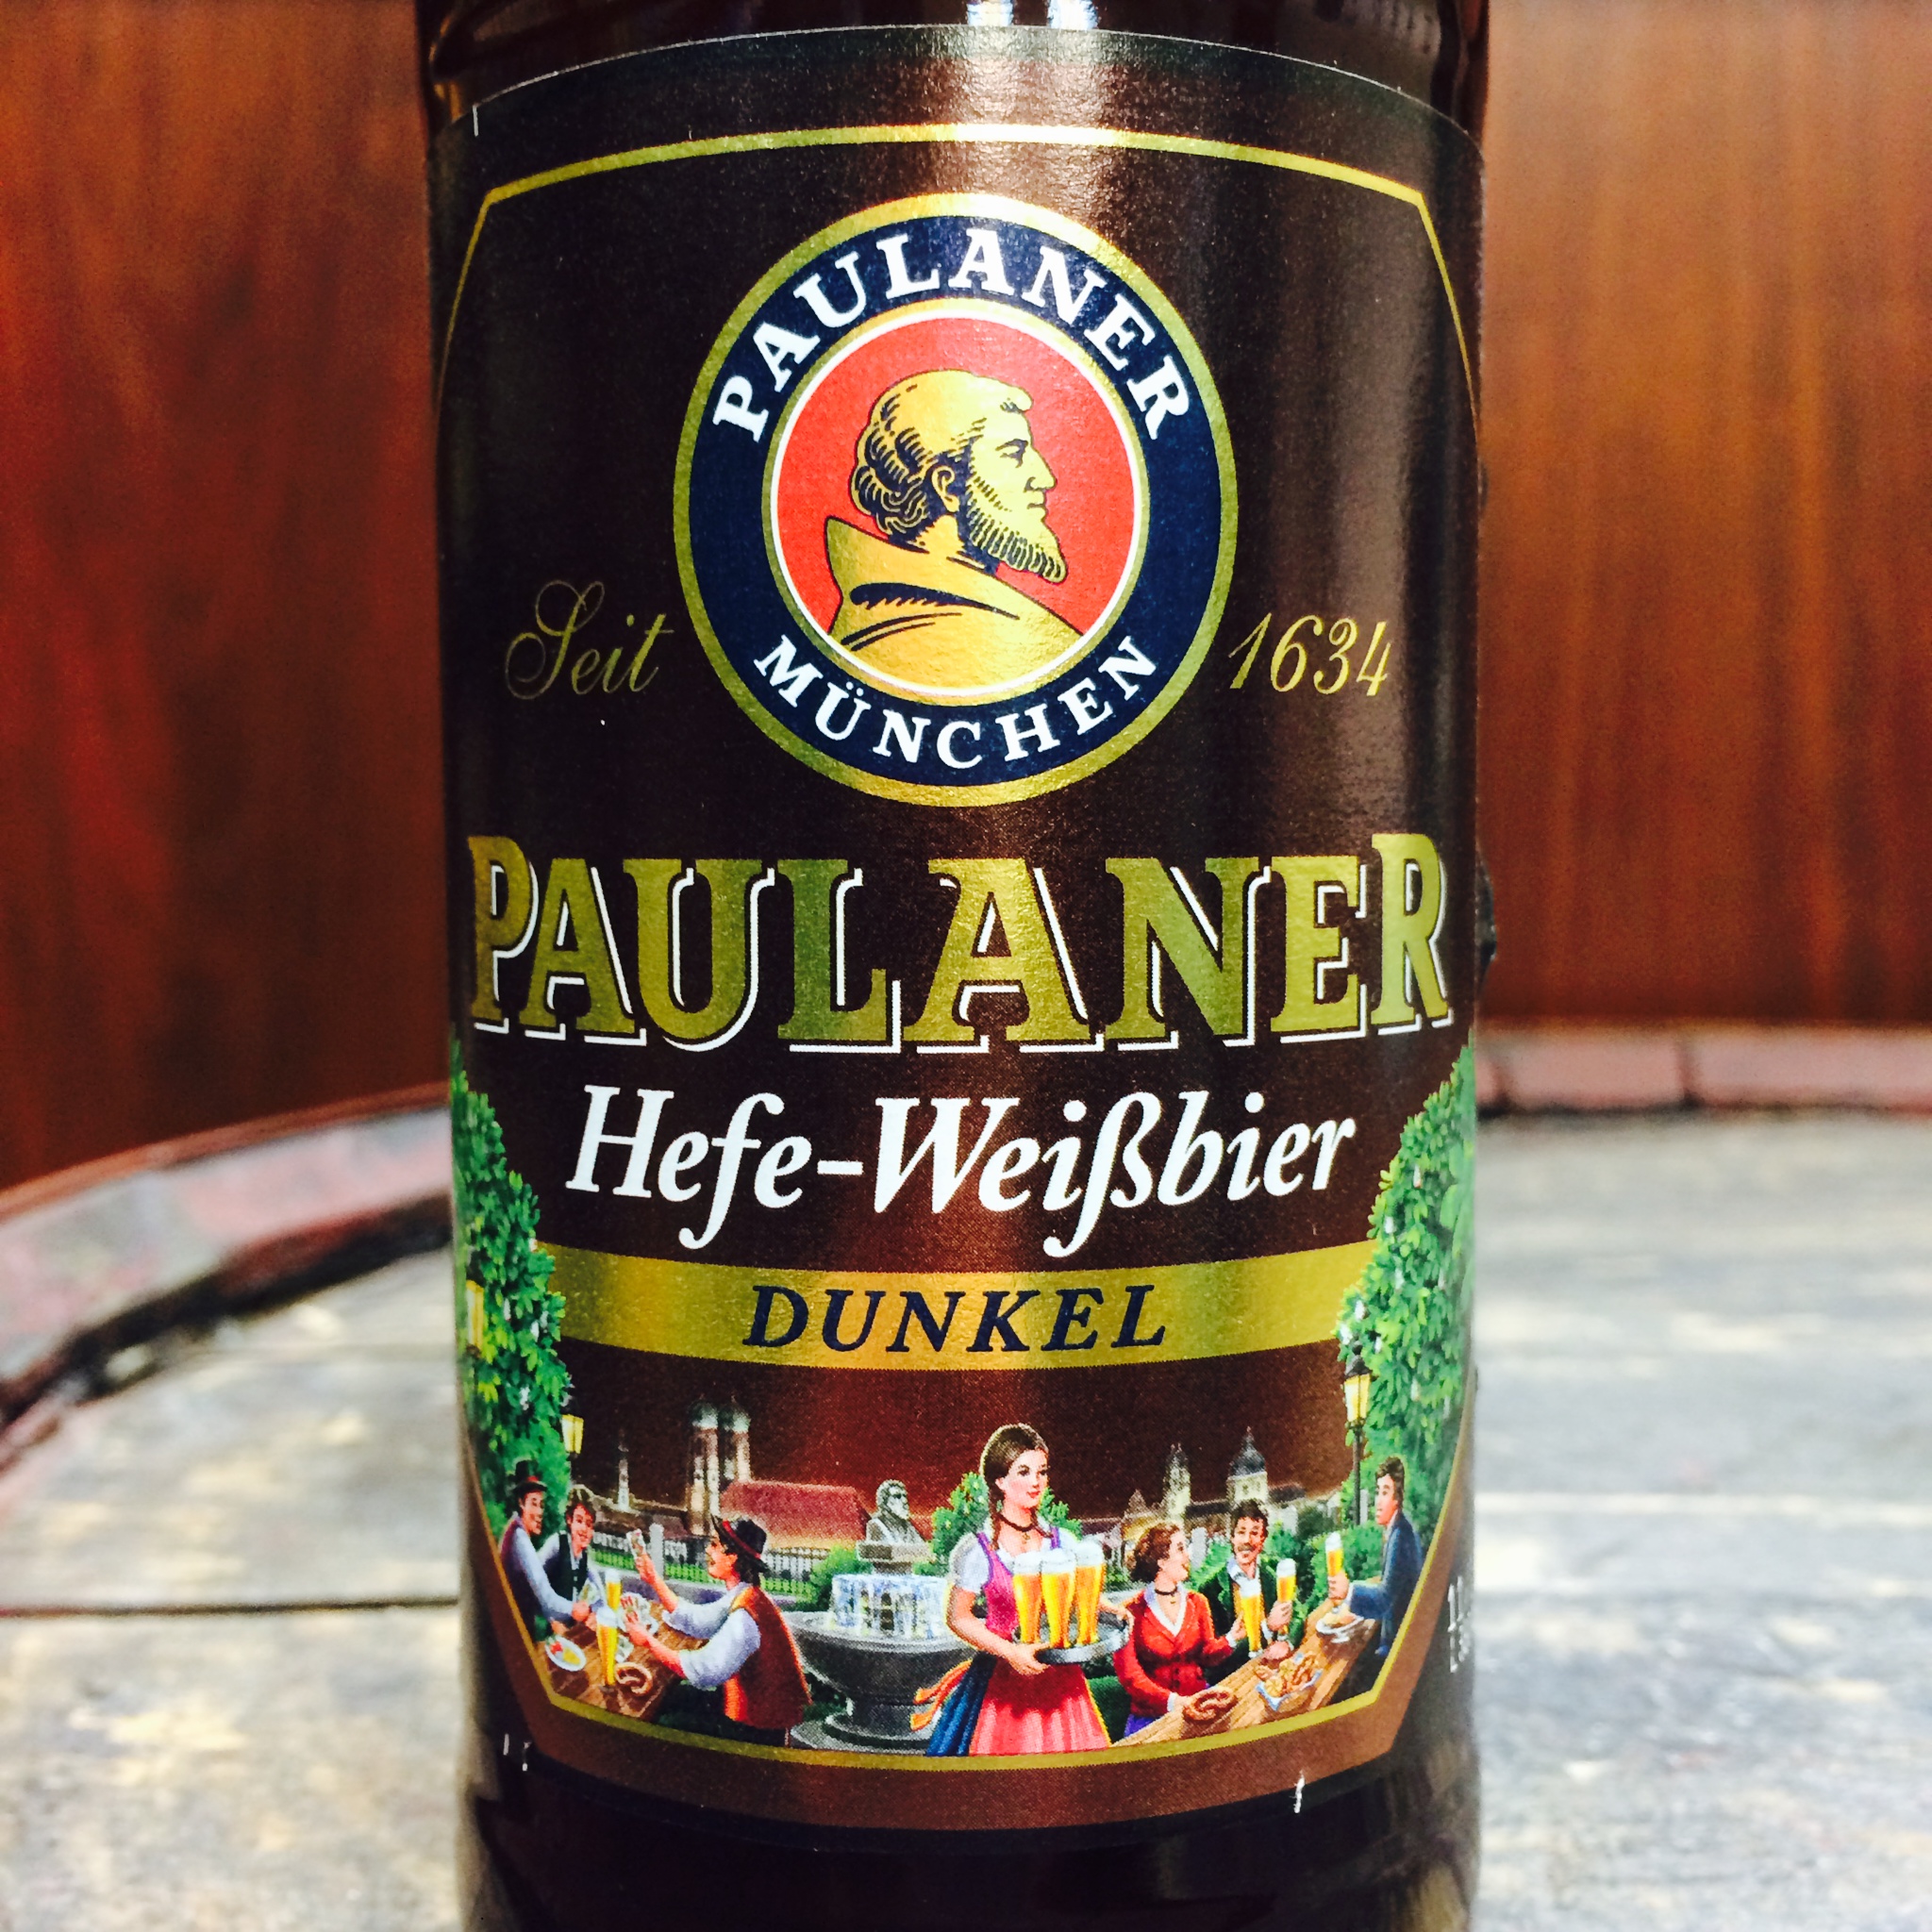 PAULANER
MÜNCHEN
Seit 1634
PAULANER
Hefe-Weißbier
DUNKEL